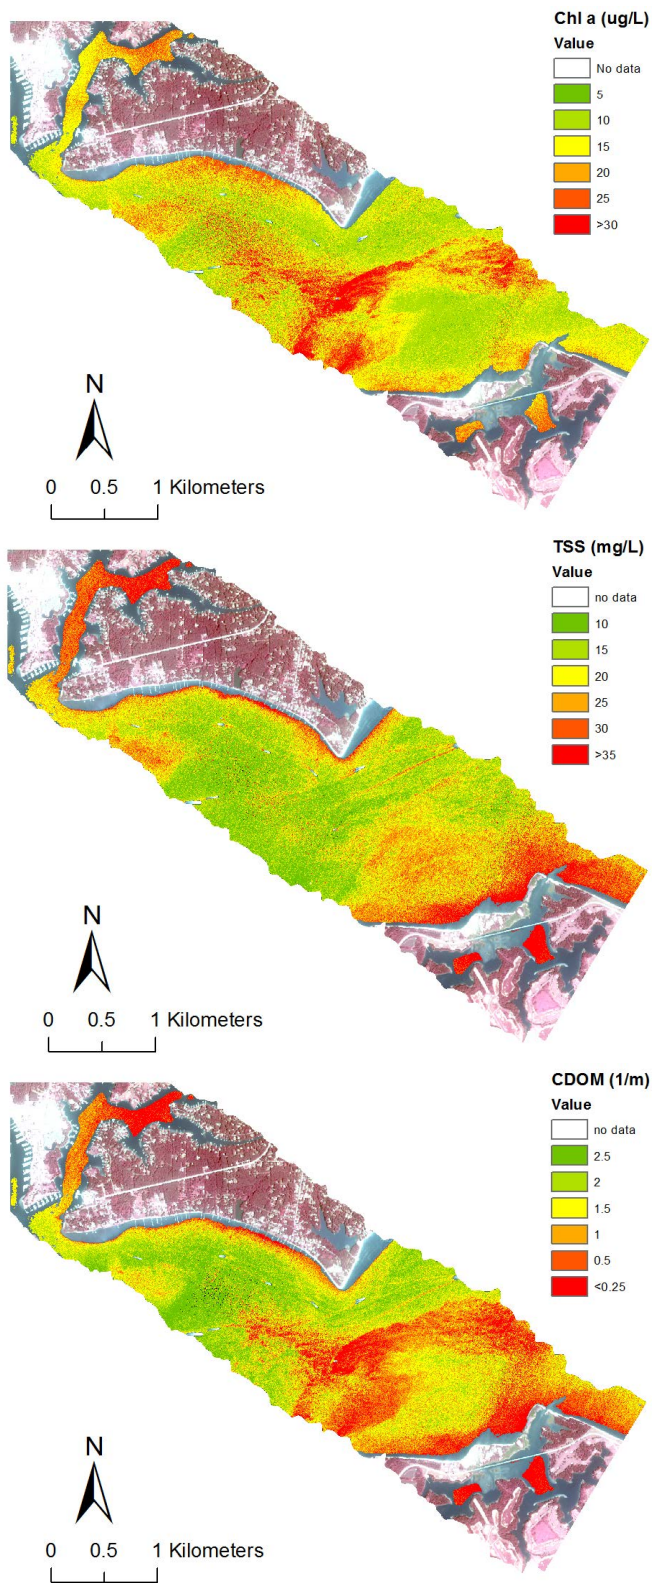 Chl a (ug/L)
Value
No data
5
10
15
20
25
>30
N
0 0.5 1 Kilometers
TSS (mg/L)
Value
no data
10
15
20
25
30
>35
N
0 0.5 1 Kilometers
CDOM (1/m)
Value
no data
2.5
2
1.5
1
0.5
<0.25
N
0 0.5 1 Kilometers